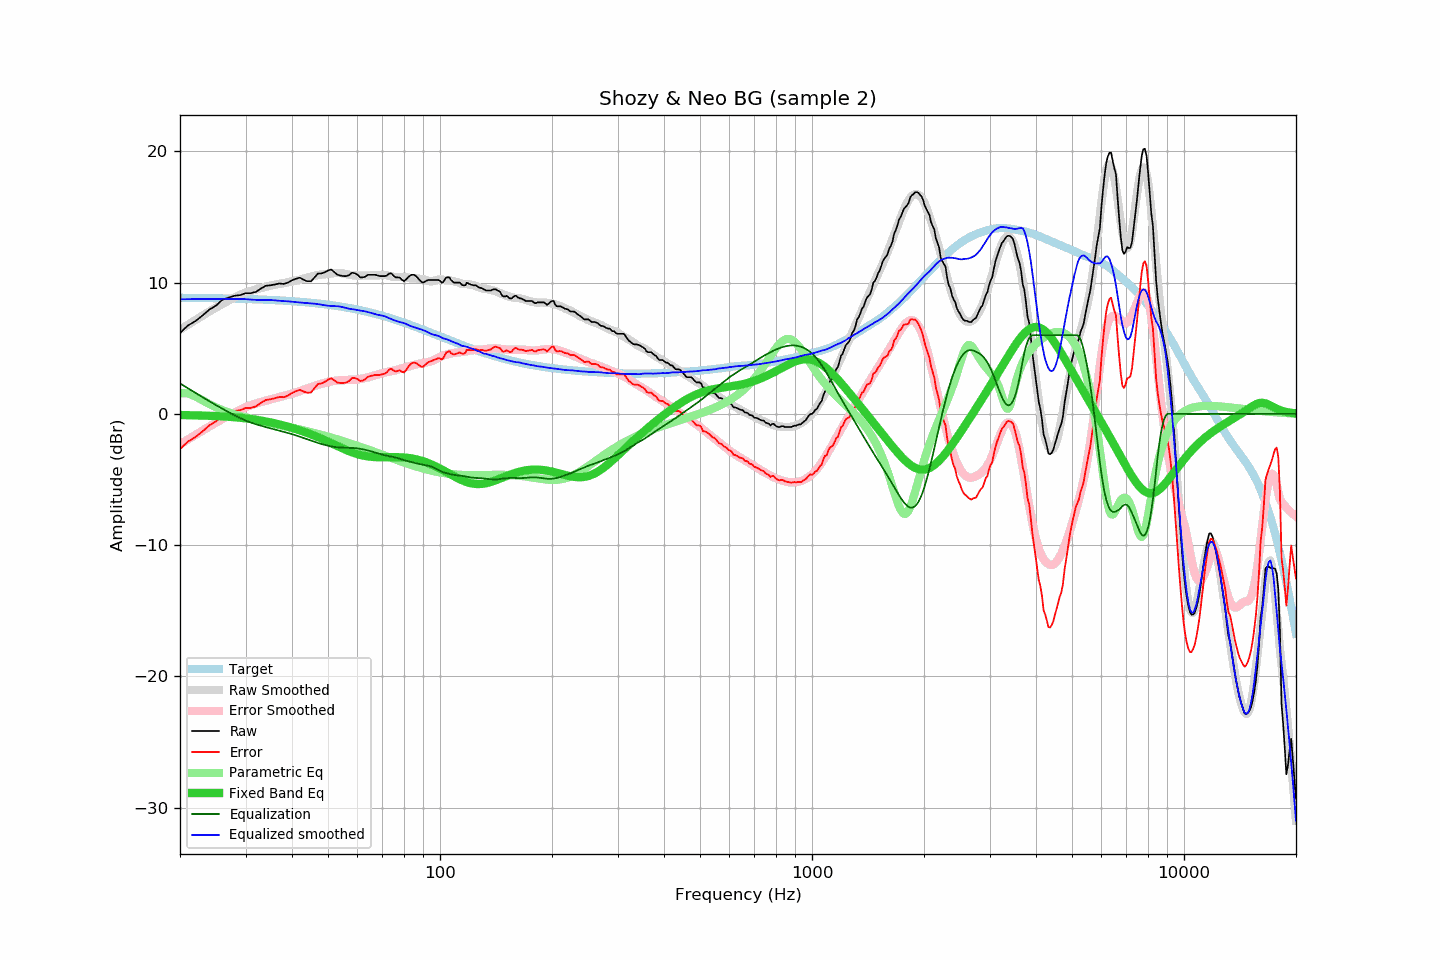 Shozy & Neo BG (sample 2)
20
10
0
−10
−20
−30
Amplitude (dBr)
Target
Raw Smoothed
Error Smoothed
Raw
Error
Parametric Eq
Fixed Band Eq
Equalization
Equalized smoothed
100
1000
10000
Frequency (Hz)